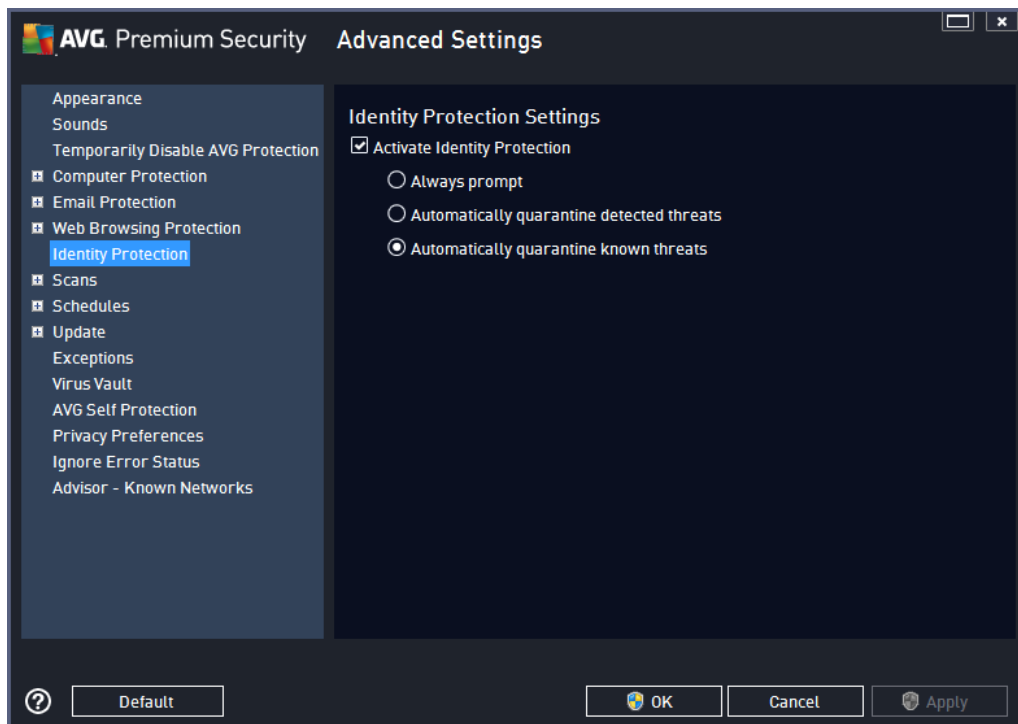 AVG. Premium Security
Advanced Settings
Appearance
Sounds
Temporarily Disable AVG Protection
Computer Protection
Email Protection
Web Browsing Protection
Identity Protection
Scans
Schedules
Update
Exceptions
Virus Vault
AVG Self Protection
Privacy Preferences
Ignore Error Status
Advisor - Known Networks
Identity Protection Settings
Activate Identity Protection
Always prompt
Automatically quarantine detected threats
Automatically quarantine known threats
?
Default
OK
Cancel
Apply